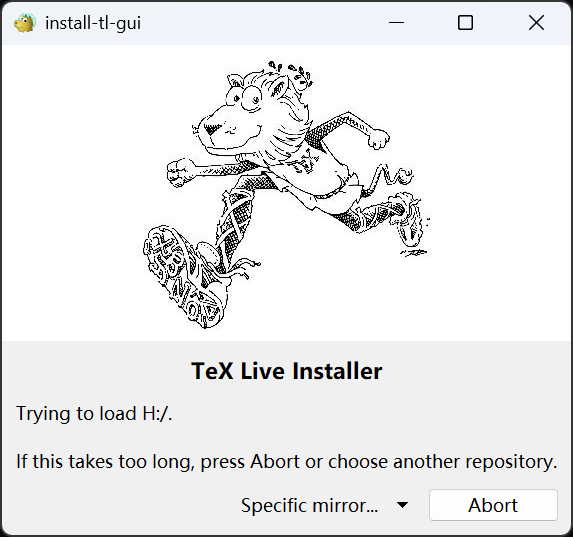 install-tl-gui
TeX Live Installer
Trying to load H:/.
If this takes too long, press Abort or choose another repository.
Specific mirror...
Abort